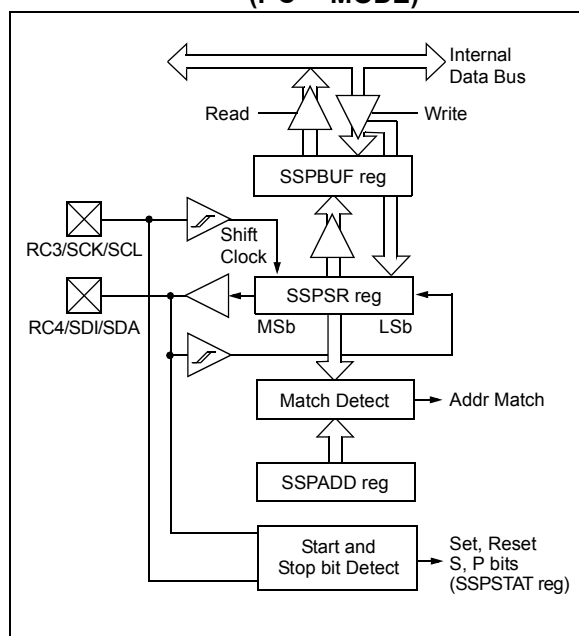 Internal
Data Bus
Read
Write
SSPBUF reg
RC3/SCK/SCL
Shift
Clock
SSPSR reg
RC4/SDI/SDA
MSb
LSb
Match Detect
Addr Match
SSPADD reg
Start and
Stop bit Detect
Set, Reset
S, P bits
(SSPSTAT reg)